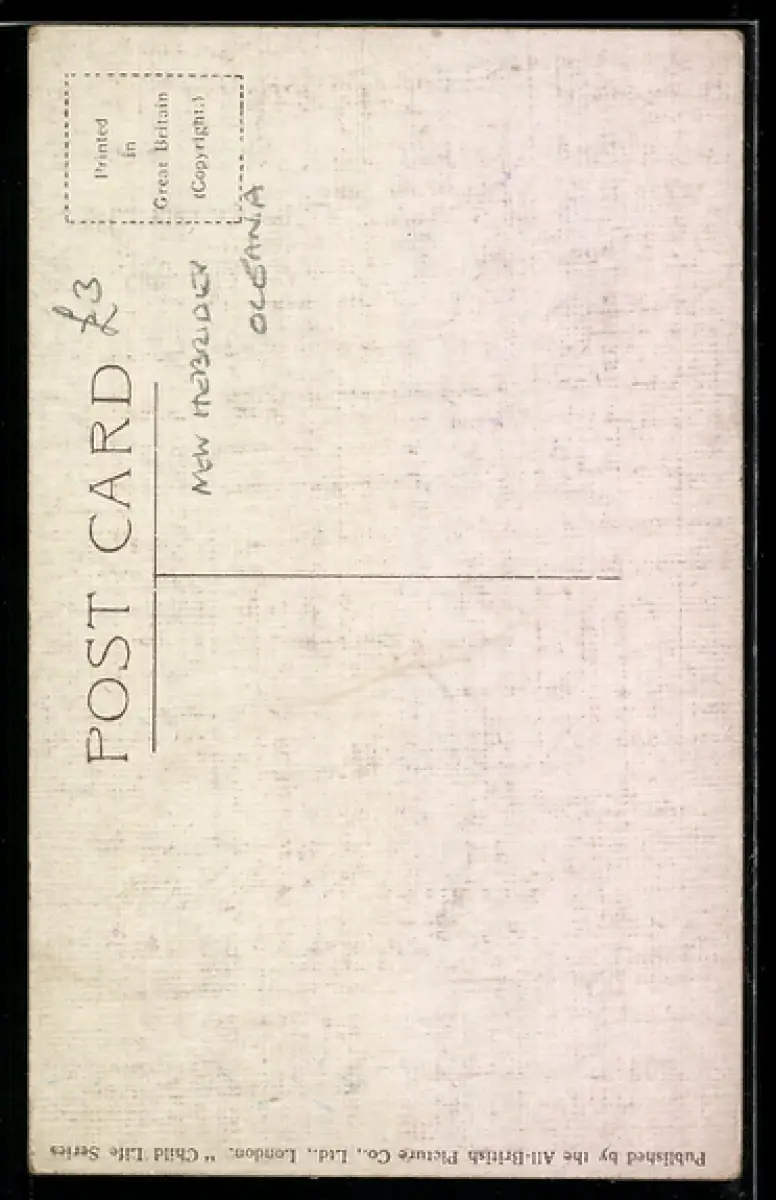 POST CARD
£3
Printed
in
Great Britain
(Copyright.)
NEW HEBRIDES
OCEANIA
Published by the All-British Picture Co., Ltd., London. "Child Life Series